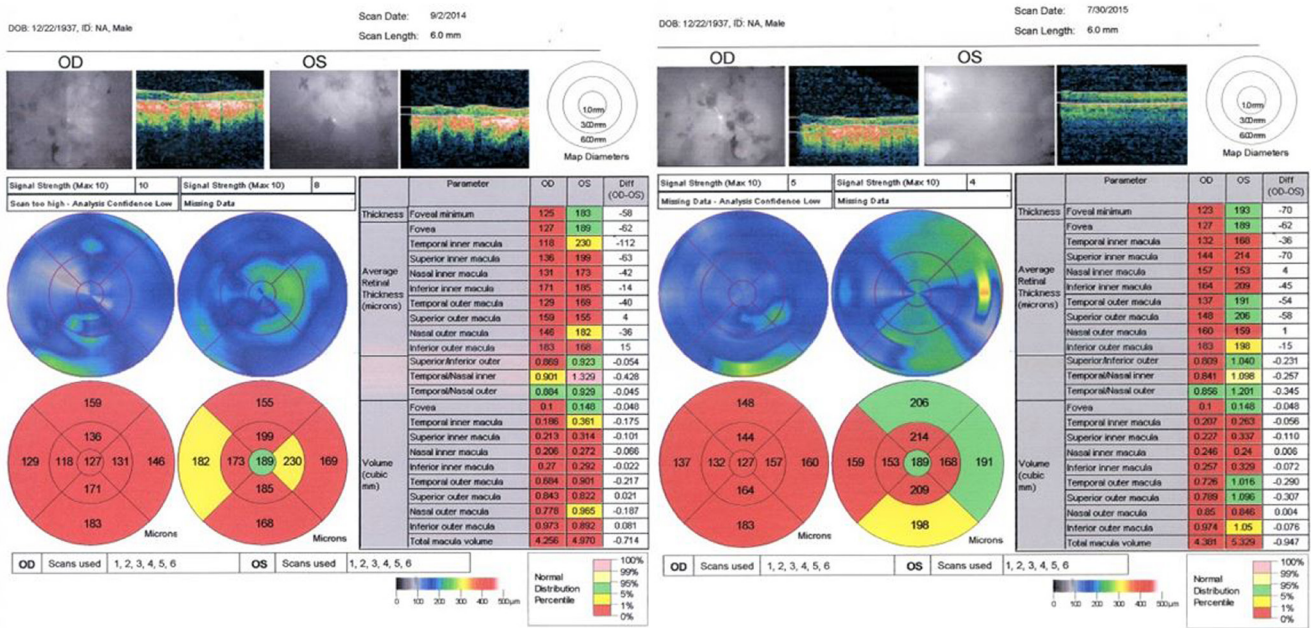 DOB: 12/22/1937, ID: NA, Male
Scan Date: 9/2/2014
Scan Length: 6.0 mm
OD OS
1.0mm
3.00mm
6.00mm
Map Diameters
Signal Strength (Max 10) 10 Signal Strength (Max 10) 8
Scan too high - Analysis Confidence Low Missing Data
Parameter OD OS Diff (OD-OS)
Thickness Foveal minimum 125 183 -58
Average Retinal Thickness (microns)
Fovea 127 189 -62
Temporal inner macula 118 230 -112
Superior inner macula 136 199 -63
Nasal inner macula 131 173 -42
Inferior inner macula 171 185 -14
Temporal outer macula 129 169 -40
Superior outer macula 159 155 4
Nasal outer macula 146 182 -36
Inferior outer macula 183 168 15
Superior/Inferior outer 0.869 0.923 -0.054
Temporal/Nasal inner 0.901 1.329 -0.428
Temporal/Nasal outer 0.884 0.929 -0.045
Volume (cubic mm)
Fovea 0.1 0.148 -0.048
Temporal inner macula 0.186 0.361 -0.175
Superior inner macula 0.213 0.314 -0.101
Nasal inner macula 0.206 0.272 -0.066
Inferior inner macula 0.27 0.292 -0.022
Temporal outer macula 0.684 0.901 -0.217
Superior outer macula 0.843 0.822 0.021
Nasal outer macula 0.778 0.965 -0.187
Inferior outer macula 0.973 0.892 0.081
Total macula volume 4.256 4.970 -0.714
159 155
136 199
129 118 127 131 146 182 173 189 230 169
171 185
183 168
Microns Microns
OD Scans used 1, 2, 3, 4, 5, 6 OS Scans used 1, 2, 3, 4, 5, 6
0 100 200 300 400 500 µm
Normal Distribution Percentile
100%
99%
95%
5%
1%
0%
DOB: 12/22/1937, ID: NA, Male
Scan Date: 7/30/2015
Scan Length: 6.0 mm
OD OS
1.0mm
3.00mm
6.00mm
Map Diameters
Signal Strength (Max 10) 5 Signal Strength (Max 10) 4
Missing Data - Analysis Confidence Low Missing Data
Parameter OD OS Diff (OD-OS)
Thickness Foveal minimum 123 193 -70
Average Retinal Thickness (microns)
Fovea 127 189 -62
Temporal inner macula 132 168 -36
Superior inner macula 144 214 -70
Nasal inner macula 157 153 4
Inferior inner macula 164 209 -45
Temporal outer macula 137 191 -54
Superior outer macula 148 206 -58
Nasal outer macula 160 159 1
Inferior outer macula 183 198 -15
Superior/Inferior outer 0.809 1.040 -0.231
Temporal/Nasal inner 0.841 1.098 -0.257
Temporal/Nasal outer 0.856 1.201 -0.345
Volume (cubic mm)
Fovea 0.1 0.148 -0.048
Temporal inner macula 0.207 0.263 -0.056
Superior inner macula 0.227 0.337 -0.110
Nasal inner macula 0.246 0.24 0.006
Inferior inner macula 0.257 0.329 -0.072
Temporal outer macula 0.726 1.016 -0.290
Superior outer macula 0.789 1.096 -0.307
Nasal outer macula 0.85 0.846 0.004
Inferior outer macula 0.974 1.05 -0.076
Total macula volume 4.381 5.329 -0.947
148 206
144 214
137 132 127 157 160 159 153 189 168 191
164 209
183 198
Microns Microns
OD Scans used 1, 2, 3, 4, 5, 6 OS Scans used 1, 2, 3, 4, 5, 6
0 100 200 300 400 500µm
Normal Distribution Percentile
100%
99%
95%
5%
1%
0%